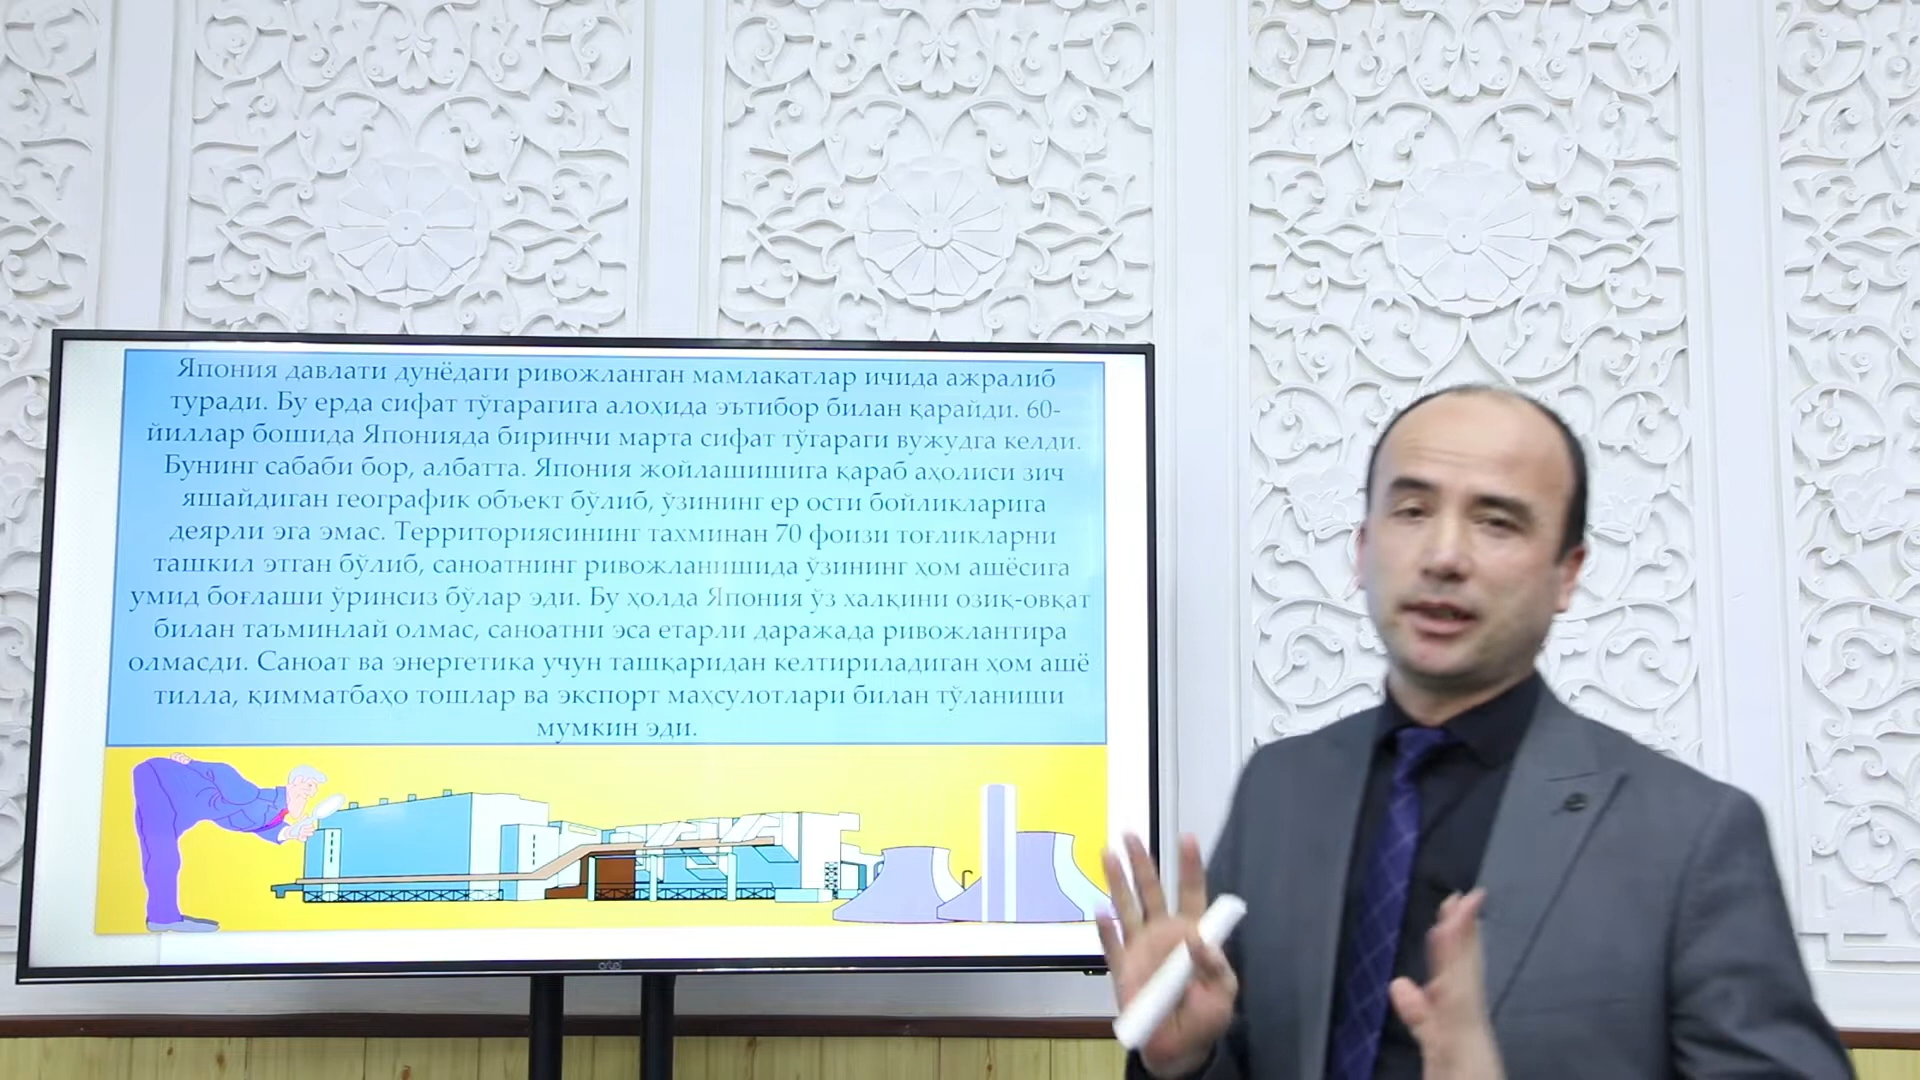 Япония давлати дунёдаги ривожланган мамлакатлар ичида ажралиб
туради. Бу ерда сифат тўгарагига алоҳида эътибор билан қарайди. 60-
йиллар бошида Японияда биринчи марта сифат тўгараги вужудга келди.
Бунинг сабаби бор, албатта. Япония жойлашишига қараб аҳолиси зич
яшайдиган географик объект бўлиб, ўзининг ер ости бойликларига
деярли эга эмас. Территориясининг тахминан 70 фоизи тоғликларни
ташкил этган бўлиб, саноатнинг ривожланишида ўзининг ҳом ашёсига
умид боғлаши ўринсиз бўлар эди. Бу ҳолда Япония ўз халқини озиқ-овқат
билан таъминлай олмас, саноатни эса етарли даражада ривожлантира
олмасди. Саноат ва энергетика учун ташқаридан келтириладиган ҳом ашё
тилла, қимматбаҳо тошлар ва экспорт маҳсулотлари билан тўланиши
мумкин эди.
artel